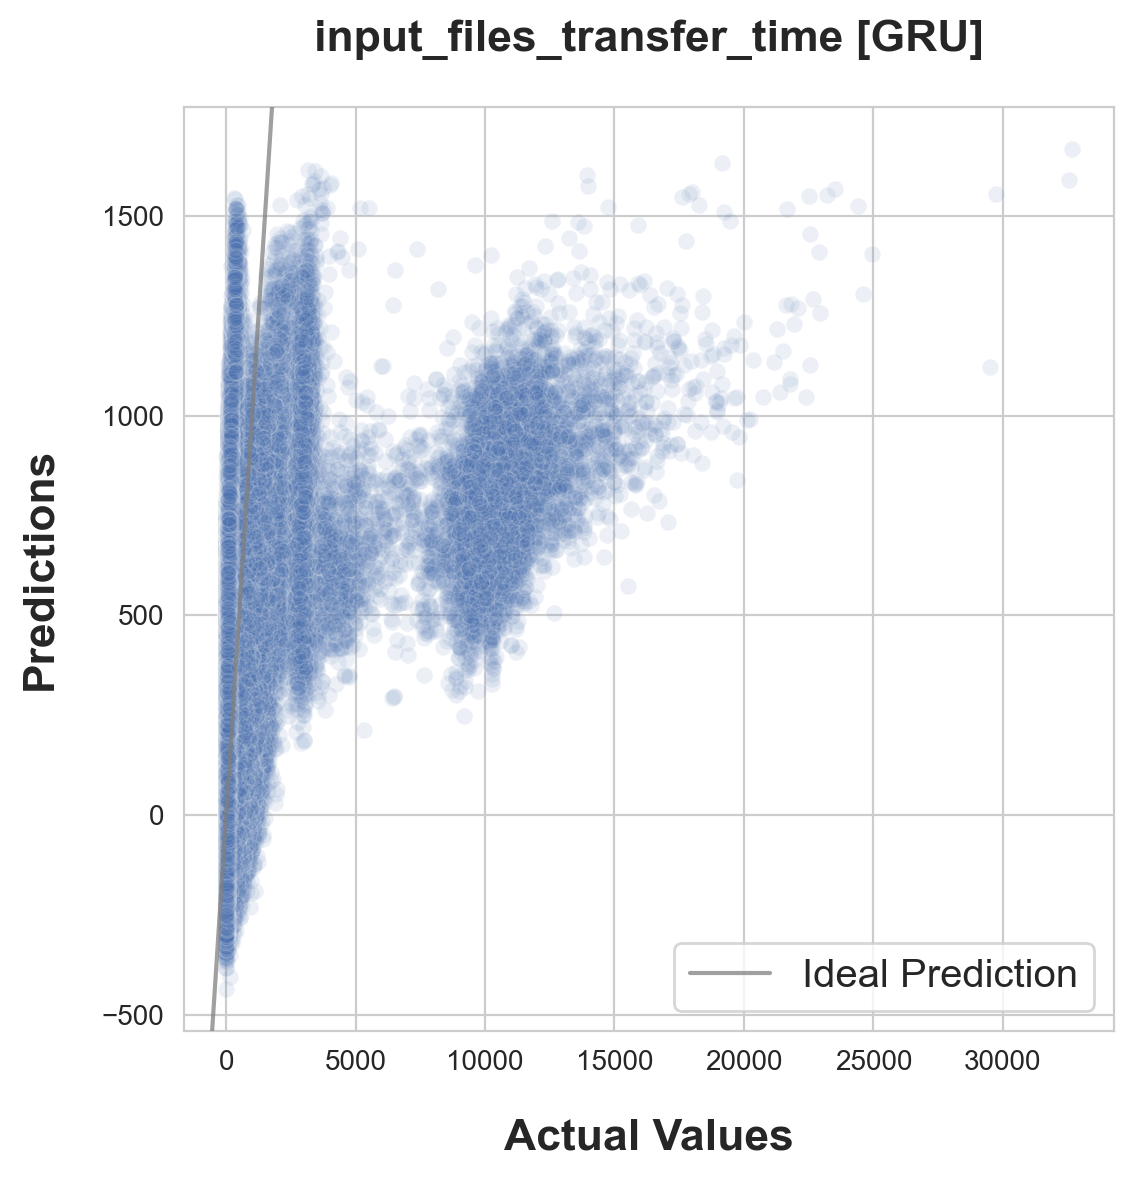 input_files_transfer_time [GRU]
Predictions
1500
1000
500
0
−500
0 5000 10000 15000 20000 25000 30000
Actual Values
Ideal Prediction